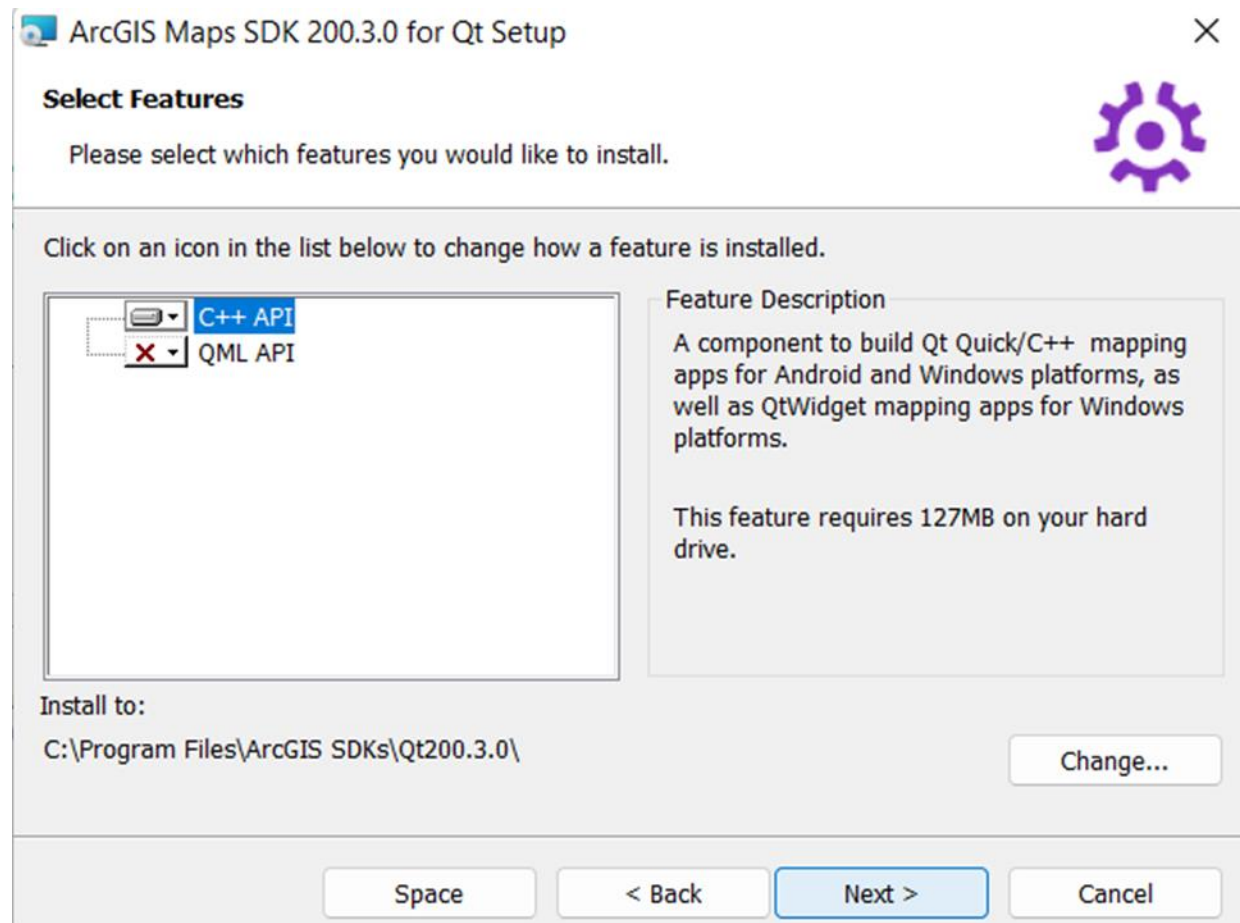 ArcGIS Maps SDK 200.3.0 for Qt Setup
Select Features
Please select which features you would like to install.
Click on an icon in the list below to change how a feature is installed.
C++ API
QML API
Feature Description
A component to build Qt Quick/C++ mapping
apps for Android and Windows platforms, as
well as QtWidget mapping apps for Windows
platforms.
This feature requires 127MB on your hard
drive.
Install to:
C:\Program Files\ArcGIS SDKs\Qt200.3.0\
Change...
Space
< Back
Next >
Cancel